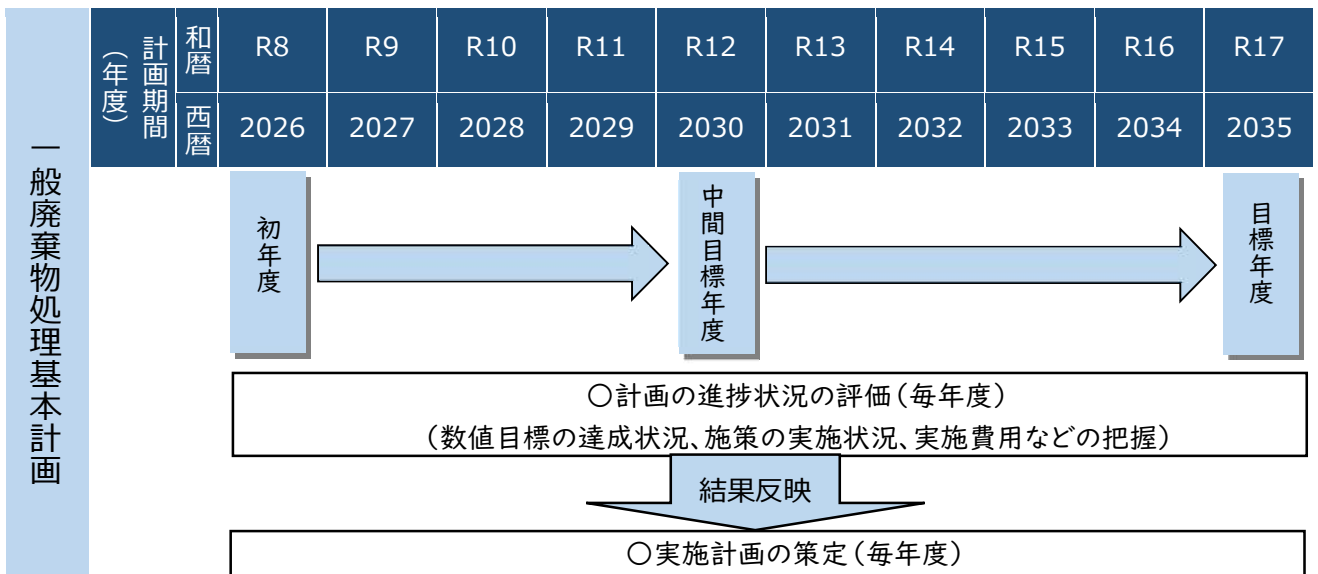 一般廃棄物処理基本計画
計画期間
（年度）
和暦
R8 R9 R10 R11 R12 R13 R14 R15 R16 R17
西暦
2026 2027 2028 2029 2030 2031 2032 2033 2034 2035
初年度
中間目標年度
目標年度
〇計画の進捗状況の評価（毎年度）
（数値目標の達成状況、施策の実施状況、実施費用などの把握）
結果反映
〇実施計画の策定（毎年度）